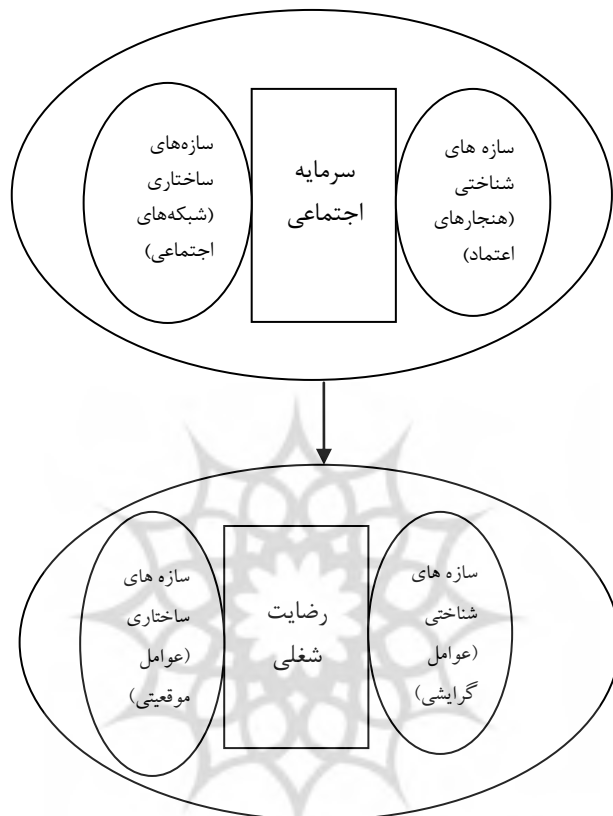 سازه های
شناختی
(هنجارهای
اعتماد)
سرمایه
اجتماعی
سازه‌های
ساختاری
(شبکه‌های
اجتماعی)
سازه های
شناختی
(عوامل
گرایشی)
رضایت
شغلی
سازه های
ساختاری
(عوامل
موقعیتی)